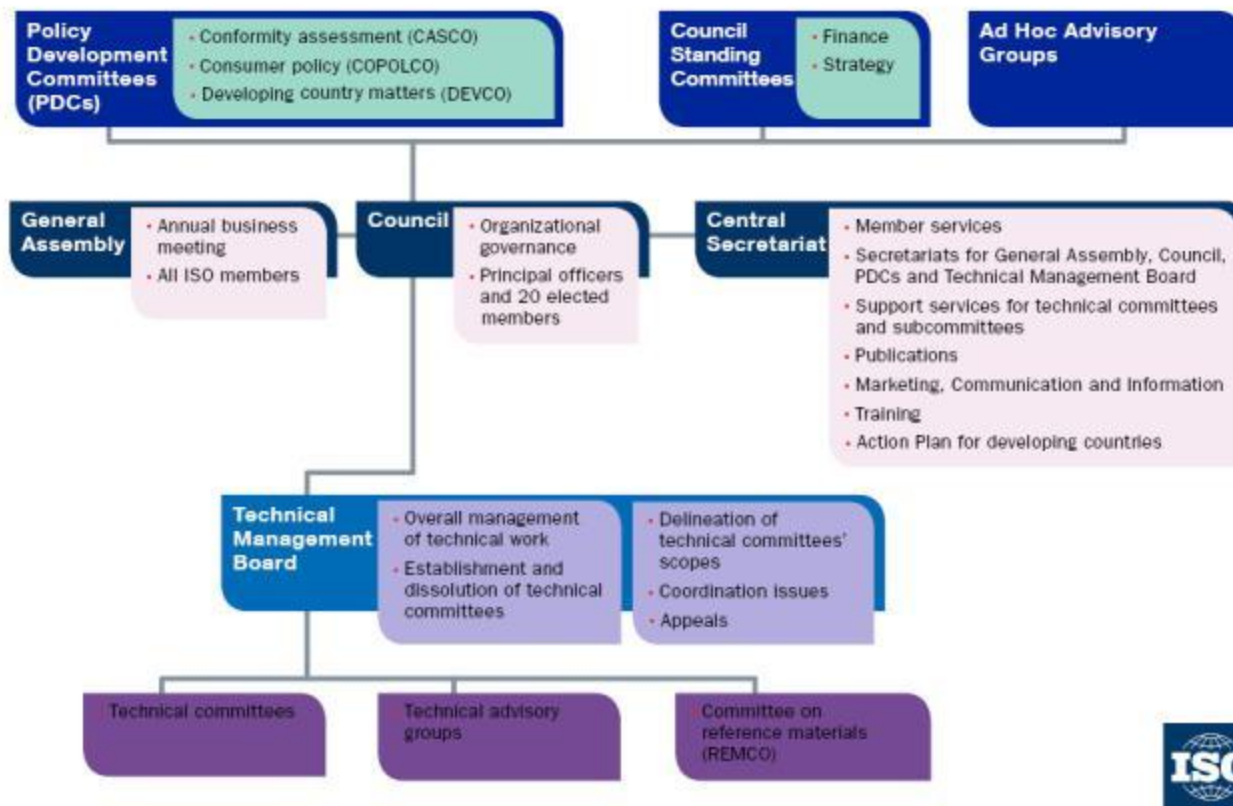 Policy
Development
Committees
(PDCs)
• Conformity assessment (CASCO)
• Consumer policy (COPOLCO)
• Developing country matters (DEVCO)
Council
Standing
Committees
• Finance
• Strategy
Ad Hoc Advisory
Groups
General
Assembly
• Annual business
meeting
• All ISO members
Council
• Organizational
governance
• Principal officers
and 20 elected
members
Central
Secretariat
• Member services
• Secretariats for General Assembly, Council,
PDCs and Technical Management Board
• Support services for technical committees
and subcommittees
• Publications
• Marketing, Communication and Information
• Training
• Action Plan for developing countries
Technical
Management
Board
• Overall management
of technical work
• Establishment and
dissolution of technical
committees
• Delineation of
technical committees'
scopes
• Coordination issues
• Appeals
• Technical committees
• Technical advisory
groups
• Committee on
reference materials
(REMCO)
ISO